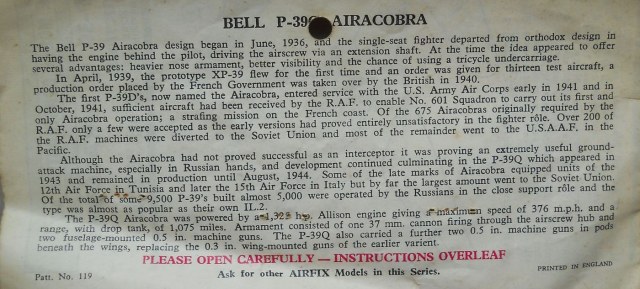 BELL P-39Q AIRACOBRA
The Bell P-39 Airacobra design began in June, 1936, and the single-seat fighter departed from orthodox design in
having the engine behind the pilot, driving the airscrew via an extension shaft. At the time the idea appeared to offer
several advantages: heavier nose armament, better visibility and the chance of using a tricycle undercarriage.
In April, 1939, the prototype XP-39 flew for the first time and an order was given for thirteen test aircraft, a
production order placed by the French Government was taken over by the British in 1940.
The first P-39D's, now named the Airacobra, entered service with the U.S. Army Air Corps early in 1941 and in
October, 1941, sufficient aircraft had been received by the R.A.F. to enable No. 601 Squadron to carry out its first and
only Airacobra operation; a strafing mission on the French coast. Of the 675 Airacobras originally required by the
R.A.F. only a few were accepted as the early versions had proved entirely unsatisfactory in the fighter rôle. Over 200 of
the R.A.F. machines were diverted to the Soviet Union and most of the remainder went to the U.S.A.A.F. in the
Pacific.
Although the Airacobra had not proved successful as an interceptor it was proving an extremely useful ground-
attack machine, especially in Russian hands, and development continued culminating in the P-39Q which appeared in
1943 and remained in production until August, 1944. Some of the late marks of Airacobra equipped units of the
12th Air Force in Tunisia and later the 15th Air Force in Italy but by far the largest amount went to the Soviet Union.
Of the total of some 9,500 P-39's built almost 5,000 were operated by the Russians in the close support rôle and the
type was almost as popular as their own IL.2.
The P-39Q Airacobra was powered by a 1,325 h.p. Allison engine giving a maximum speed of 376 m.p.h. and a
range, with drop tank, of 1,075 miles. Armament consisted of one 37 mm. cannon firing through the airscrew hub and
two fuselage-mounted 0.5 in. machine guns. The P-39Q also carried a further two 0.5 in. machine guns in pods
beneath the wings, replacing the 0.3 in. wing-mounted guns of the earlier varient.
PLEASE OPEN CAREFULLY — INSTRUCTIONS OVERLEAF
Patt. No. 119
Ask for other AIRFIX Models in this Series.
PRINTED IN ENGLAND